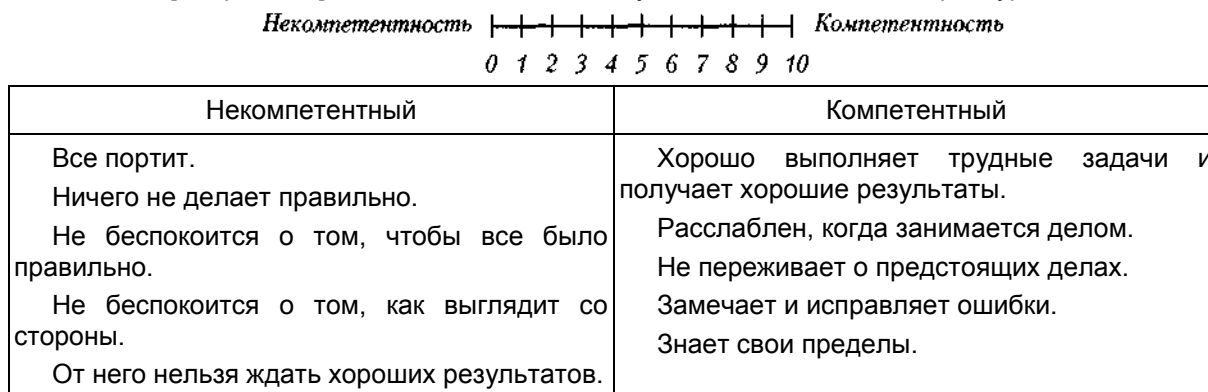 Некомпетентность Компетентность
0 1 2 3 4 5 6 7 8 9 10
Некомпетентный Компетентный
Все портит.
Ничего не делает правильно.
Не беспокоится о том, чтобы все было
правильно.
Не беспокоится о том, как выглядит со
стороны.
От него нельзя ждать хороших результатов.
Хорошо выполняет трудные задачи и
получает хорошие результаты.
Расслаблен, когда занимается делом.
Не переживает о предстоящих делах.
Замечает и исправляет ошибки.
Знает свои пределы.